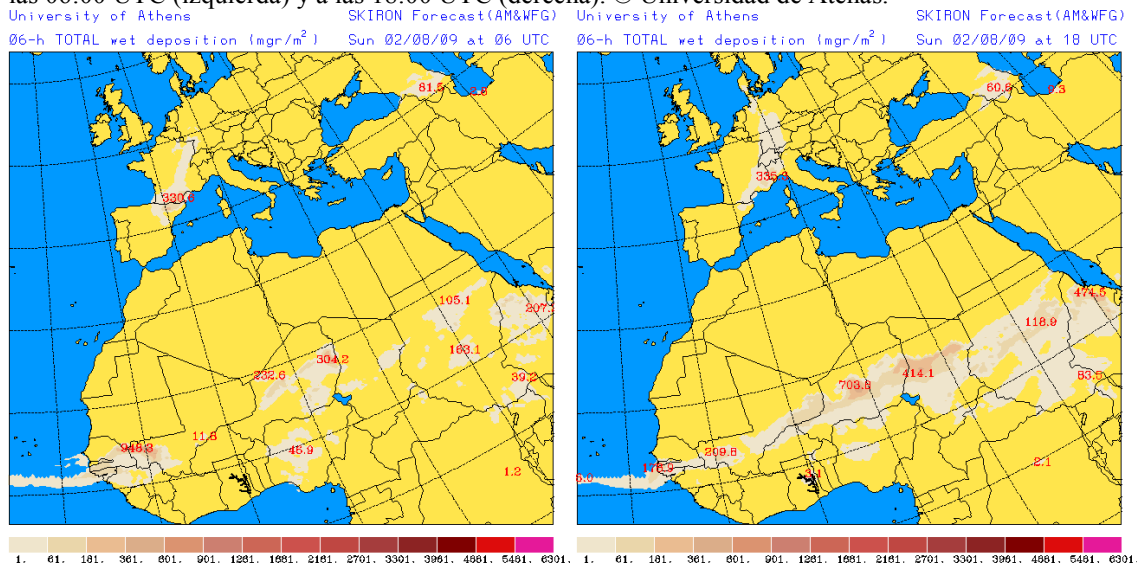 las 06:00 UTC (izquierda) y a las 18:00 UTC (derecha). © Universidad de Atenas.
University of Athens SKIRON Forecast(AM&WFG)
06-h TOTAL wet deposition (mgr/m²) Sun 02/08/09 at 06 UTC
81.5
330.6
105.1
207.
163.1
304.2
232.6
39.2
11.8
948.3
45.9
1.2
1. 61. 181. 361. 601. 901. 1261. 1681. 2161. 2701. 3301. 3961. 4681. 5461. 6301.
University of Athens SKIRON Forecast(AM&WFG)
06-h TOTAL wet deposition (mgr/m²) Sun 02/08/09 at 18 UTC
335.3
474.5
118.9
414.1
703.8
209.8
3.1
2.1
1. 61. 181. 361. 601. 901. 1261. 1681. 2161. 2701. 3301. 3961. 4681. 5461. 6301.